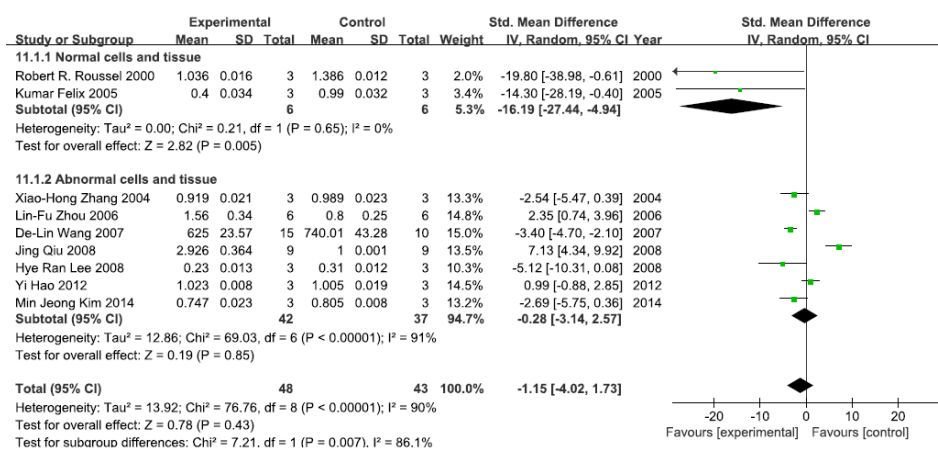 Experimental Control Std. Mean Difference Std. Mean Difference
Study or Subgroup Mean SD Total Mean SD Total Weight IV, Random, 95% CI Year IV, Random, 95% CI
11.1.1 Normal cells and tissue
Robert R. Roussel 2000 1.036 0.016 3 1.386 0.012 3 2.0% -19.80 [-38.98, -0.61] 2000
Kumar Felix 2005 0.4 0.034 3 0.99 0.032 3 3.4% -14.30 [-28.19, -0.40] 2005
Subtotal (95% CI) 6 6 5.3% -16.19 [-27.44, -4.94]
Heterogeneity: Tau² = 0.00; Chi² = 0.21, df = 1 (P = 0.65); I² = 0%
Test for overall effect: Z = 2.82 (P = 0.005)
11.1.2 Abnormal cells and tissue
Xiao-Hong Zhang 2004 0.919 0.021 3 0.989 0.023 3 13.3% -2.54 [-5.47, 0.39] 2004
Lin-Fu Zhou 2006 1.56 0.34 6 0.8 0.25 6 14.8% 2.35 [0.74, 3.96] 2006
De-Lin Wang 2007 625 23.57 15 740.01 43.28 10 15.0% -3.40 [-4.70, -2.10] 2007
Jing Qiu 2008 2.926 0.364 9 1 0.001 9 13.5% 7.13 [4.34, 9.92] 2008
Hye Ran Lee 2008 0.23 0.013 3 0.31 0.012 3 10.3% -5.12 [-10.31, 0.08] 2008
Yi Hao 2012 1.023 0.008 3 1.005 0.019 3 14.6% 0.99 [-0.88, 2.85] 2012
Min Jeong Kim 2014 0.747 0.023 3 0.805 0.008 3 13.2% -2.69 [-5.75, 0.36] 2014
Subtotal (95% CI) 42 37 94.7% -0.28 [-3.14, 2.57]
Heterogeneity: Tau² = 12.86; Chi² = 69.03, df = 6 (P < 0.00001); I² = 91%
Test for overall effect: Z = 0.19 (P = 0.85)
Total (95% CI) 48 43 100.0% -1.15 [-4.02, 1.73]
Heterogeneity: Tau² = 13.92; Chi² = 76.76, df = 8 (P < 0.00001); I² = 90%
Test for overall effect: Z = 0.78 (P = 0.43)
Test for subgroup differences: Chi² = 7.21, df = 1 (P = 0.007), I² = 86.1%
-20 -10 0 10 20
Favours [experimental] Favours [control]